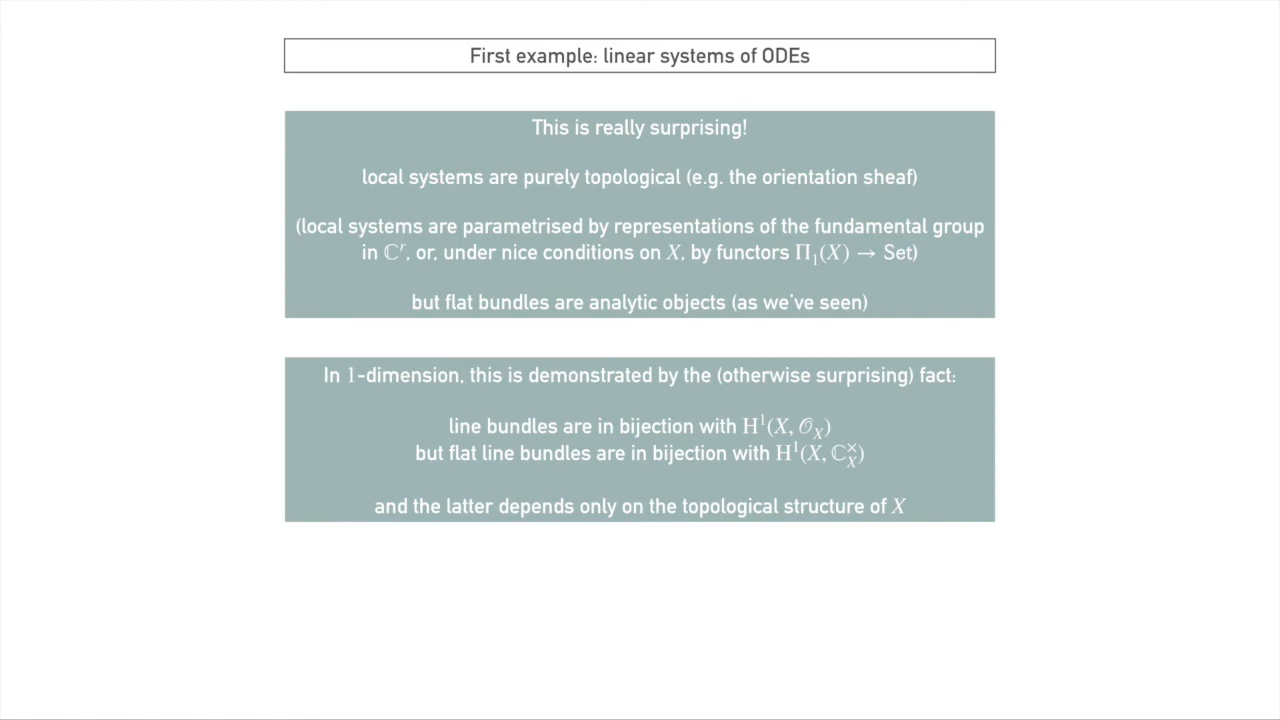 First example: linear systems of ODEs
This is really surprising!
local systems are purely topological (e.g. the orientation sheaf)
(local systems are parametrised by representations of the fundamental group
in ℂʳ, or, under nice conditions on X, by functors Π₁(X) → Set)
but flat bundles are analytic objects (as we've seen)
In 1-dimension, this is demonstrated by the (otherwise surprising) fact:
line bundles are in bijection with H¹(X, 𝒪_X)
but flat line bundles are in bijection with H¹(X, ℂ_X^×)
and the latter depends only on the topological structure of X